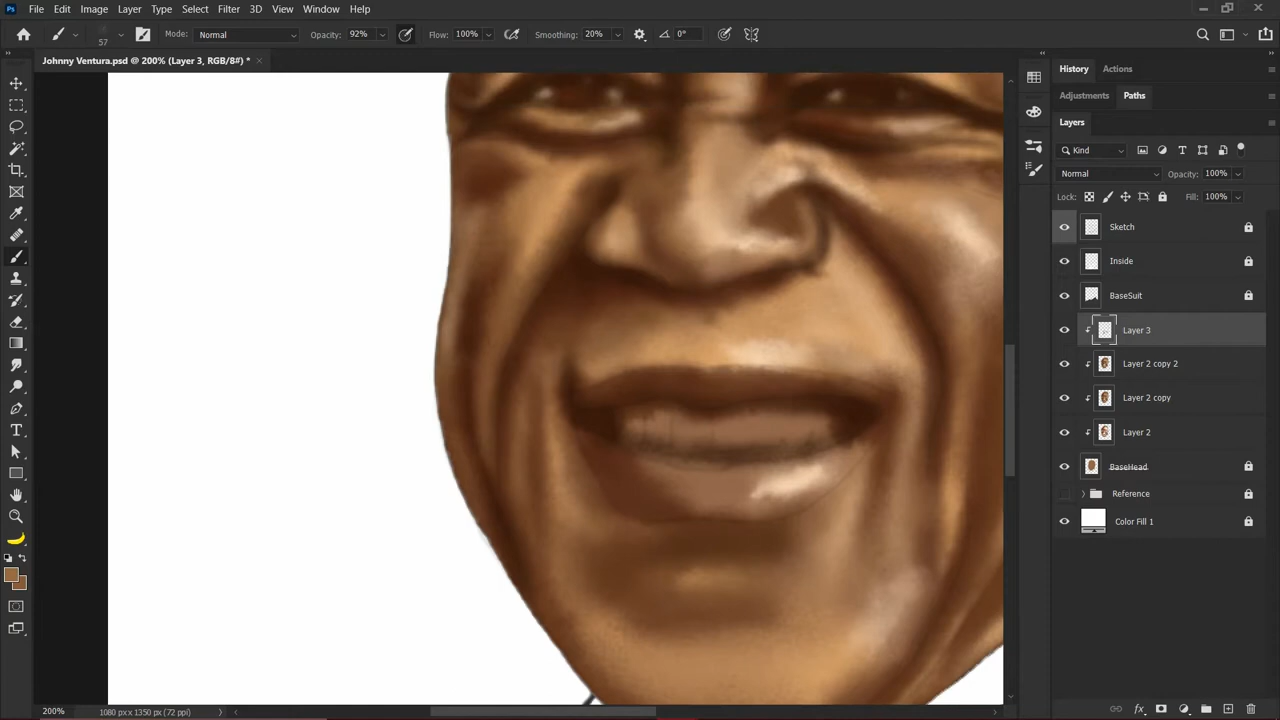 Ps File Edit Image Layer Type Select Filter 3D View Window Help
57 Mode: Normal Opacity: 92% Flow: 100% Smoothing: 20% 0°
Johnny Ventura.psd @ 200% (Layer 3, RGB/8#) *
History Actions
Adjustments Paths
Layers
Kind
Normal Opacity: 100%
Lock: Fill: 100%
Sketch
Inside
BaseSuit
Layer 3
Layer 2 copy 2
Layer 2 copy
Layer 2
BaseHead
Reference
Color Fill 1
200% 1080 px x 1350 px (72 ppi)